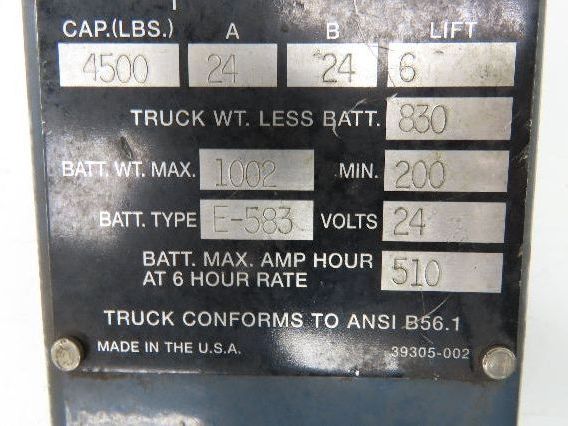 CAP.(LBS.) A B LIFT
4500 24 24 6
TRUCK WT. LESS BATT. 830
BATT. WT. MAX. 1002 MIN. 200
BATT. TYPE E-583 VOLTS 24
BATT. MAX. AMP HOUR
AT 6 HOUR RATE 510
TRUCK CONFORMS TO ANSI B56.1
MADE IN THE U.S.A. 39305-002